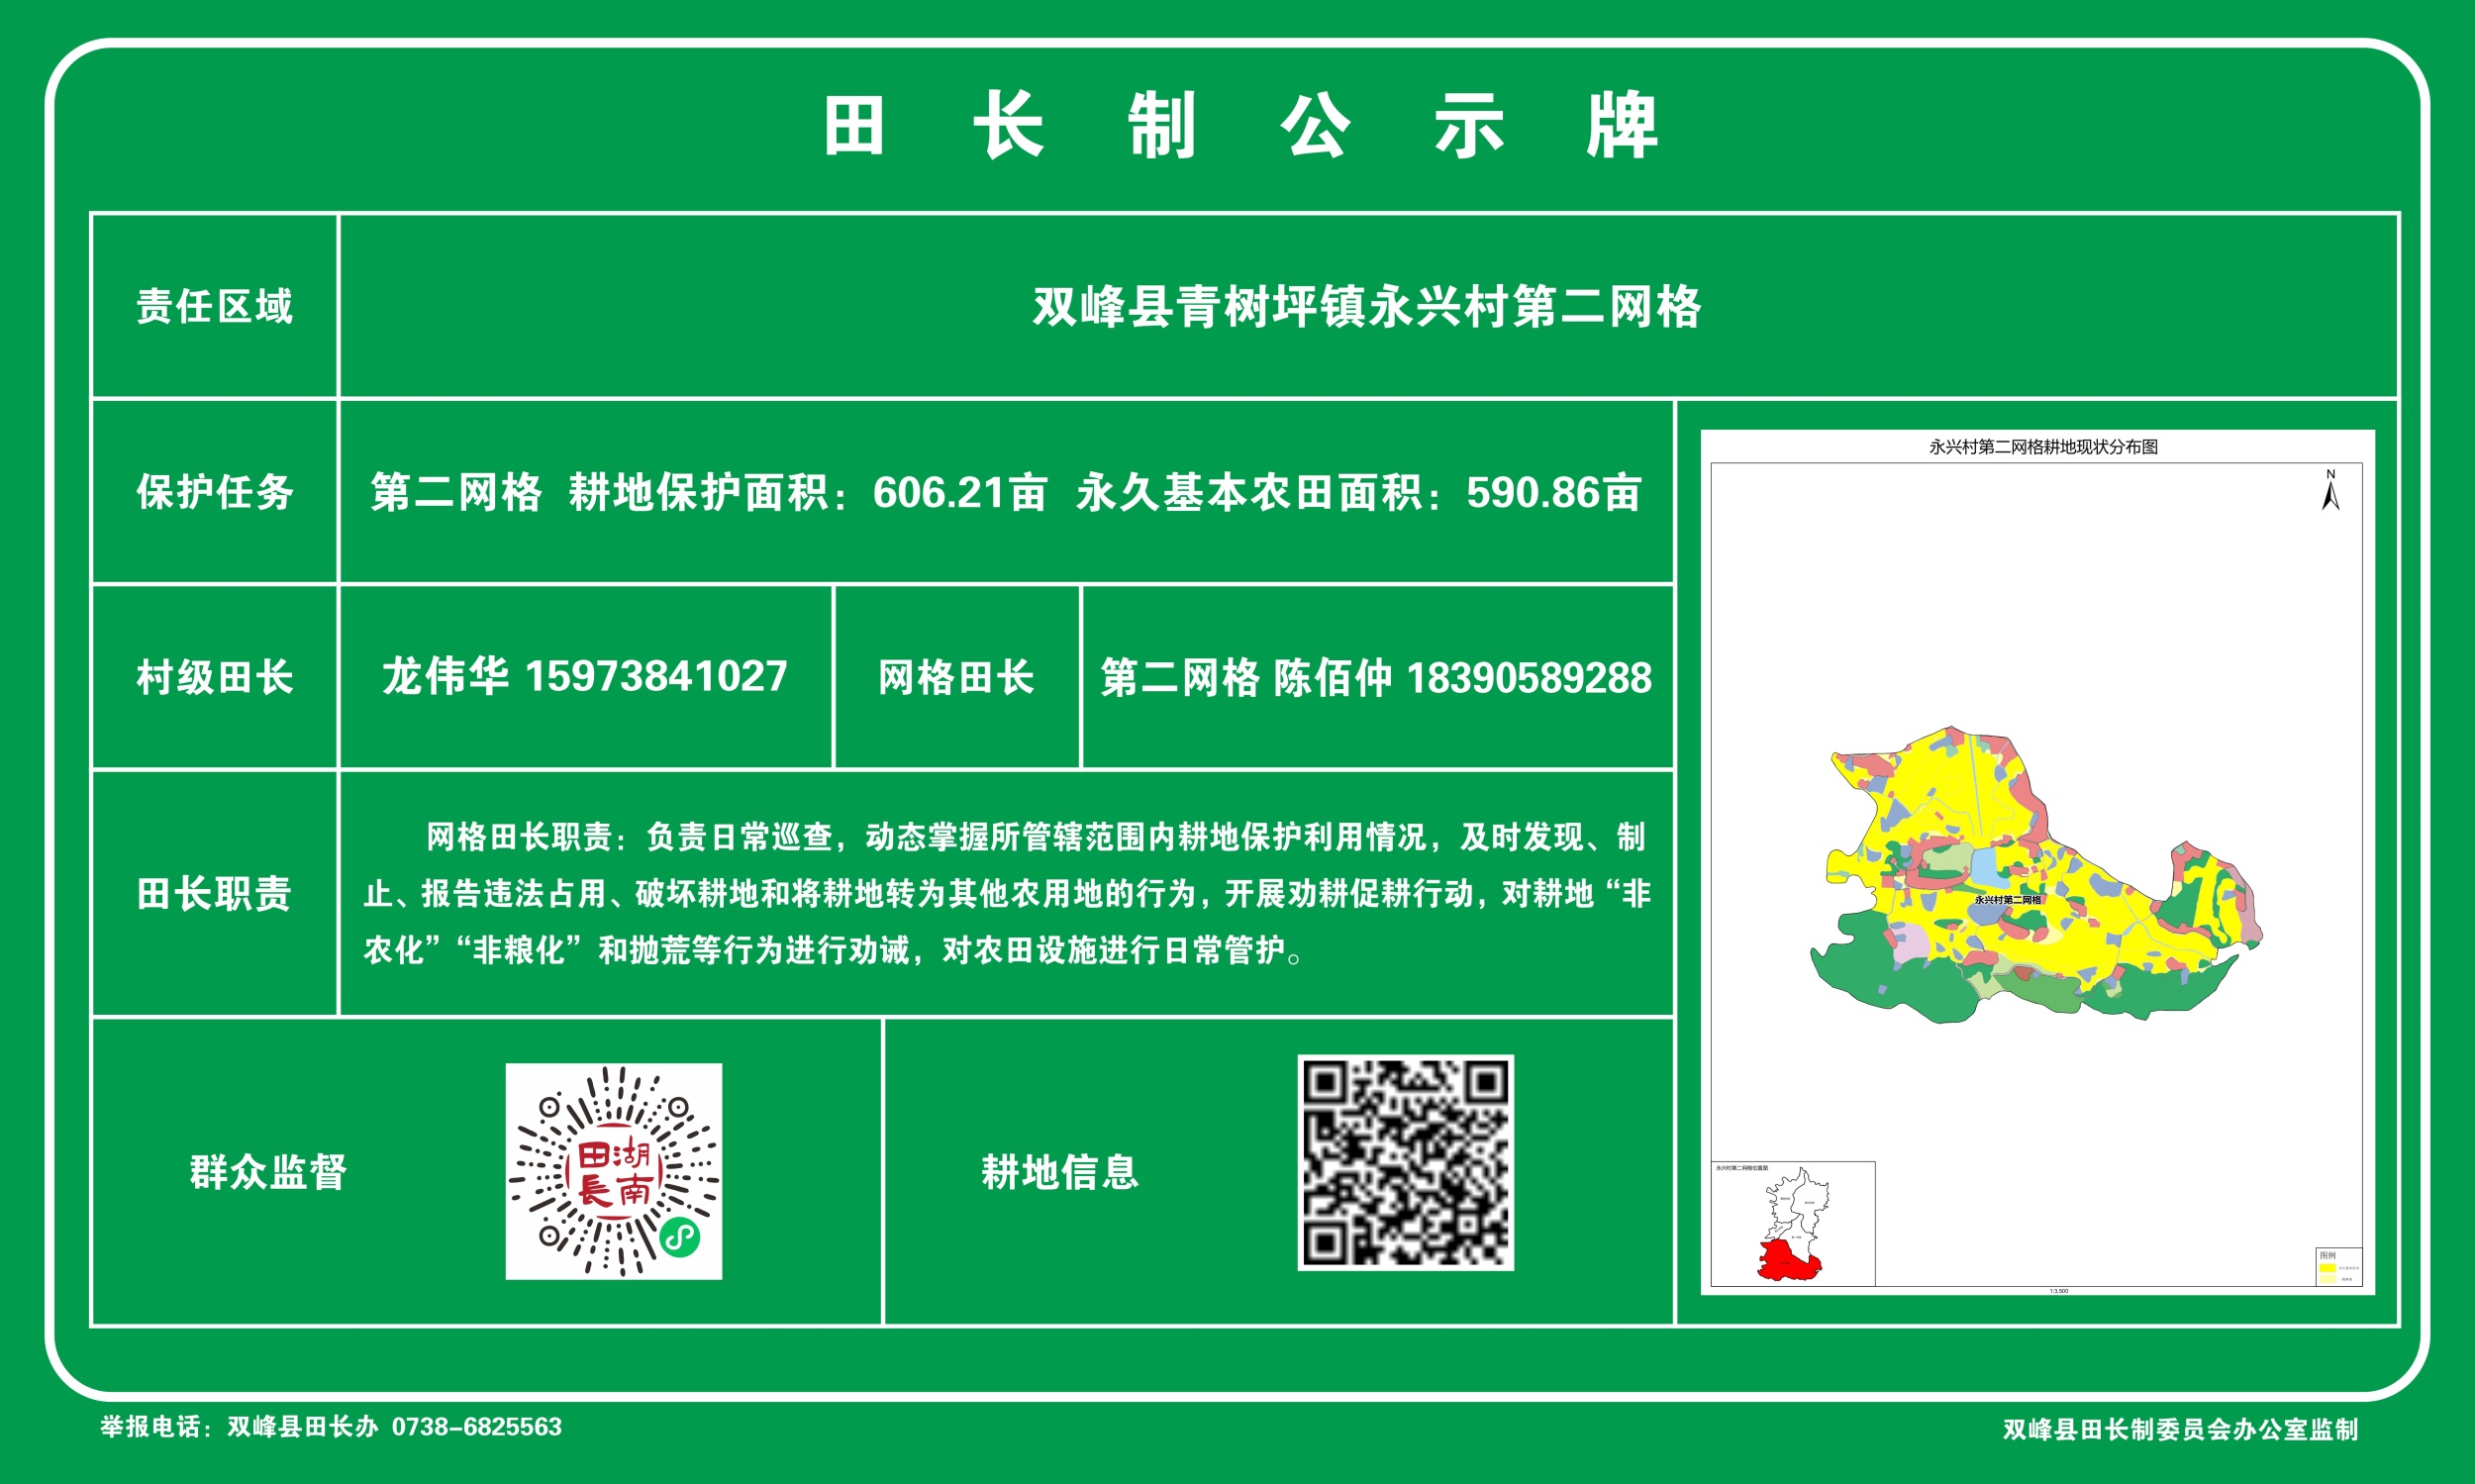 田长制公示牌
责任区域
双峰县青树坪镇永兴村第二网格
保护任务
第二网格 耕地保护面积：606.21亩 永久基本农田面积：590.86亩
村级田长
龙伟华 15973841027
网格田长
第二网格 陈佰仲 18390589288
田长职责
网格田长职责：负责日常巡查，动态掌握所管辖范围内耕地保护利用情况，及时发现、制
止、报告违法占用、破坏耕地和将耕地转为其他农用地的行为，开展劝耕促耕行动，对耕地“非
农化”“非粮化”和抛荒等行为进行劝诫，对农田设施进行日常管护。
群众监督
湖南
田長
耕地信息
永兴村第二网格耕地现状分布图
N
永兴村第二网格
永兴村第二网格位置图
图例
1:3,500
举报电话：双峰县田长办 0738-6825563
双峰县田长制委员会办公室监制